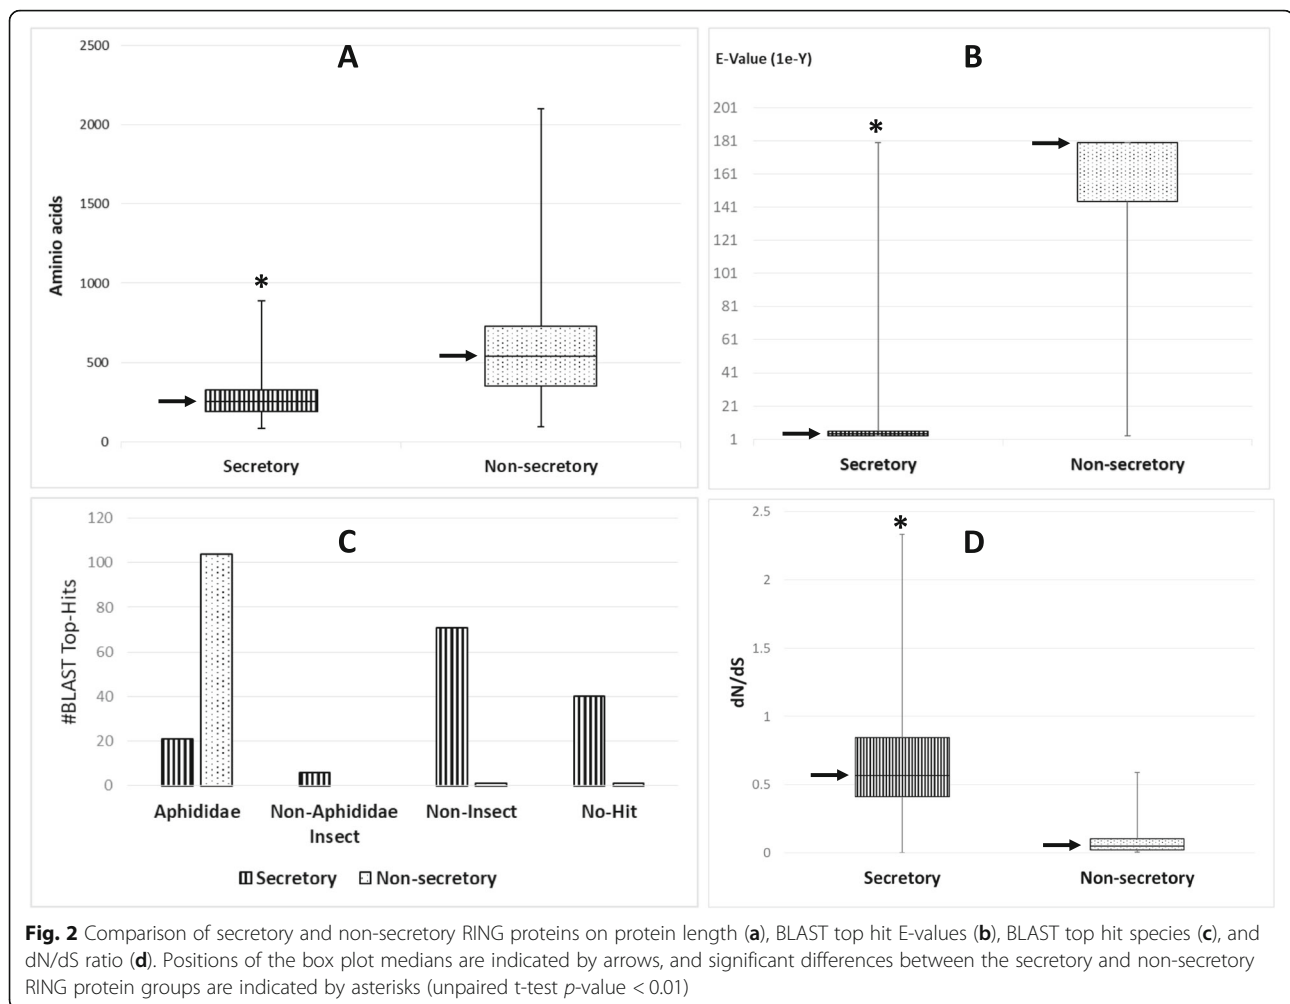 A
2500
2000
1500
1000
500
0
Aminio acids
*
Secretory
Non-secretory
B
E-Value (1e-Y)
201
181
161
141
121
101
81
61
41
21
1
*
Secretory
Non-secretory
C
120
100
80
60
40
20
0
#BLAST Top-Hits
Aphididae
Non-Aphididae
Insect
Non-Insect
No-Hit
Secretory
Non-secretory
D
2.5
2
1.5
1
0.5
0
dN/dS
*
Secretory
Non-secretory
Fig. 2 Comparison of secretory and non-secretory RING proteins on protein length (a), BLAST top hit E-values (b), BLAST top hit species (c), and
dN/dS ratio (d). Positions of the box plot medians are indicated by arrows, and significant differences between the secretory and non-secretory
RING protein groups are indicated by asterisks (unpaired t-test p-value < 0.01)